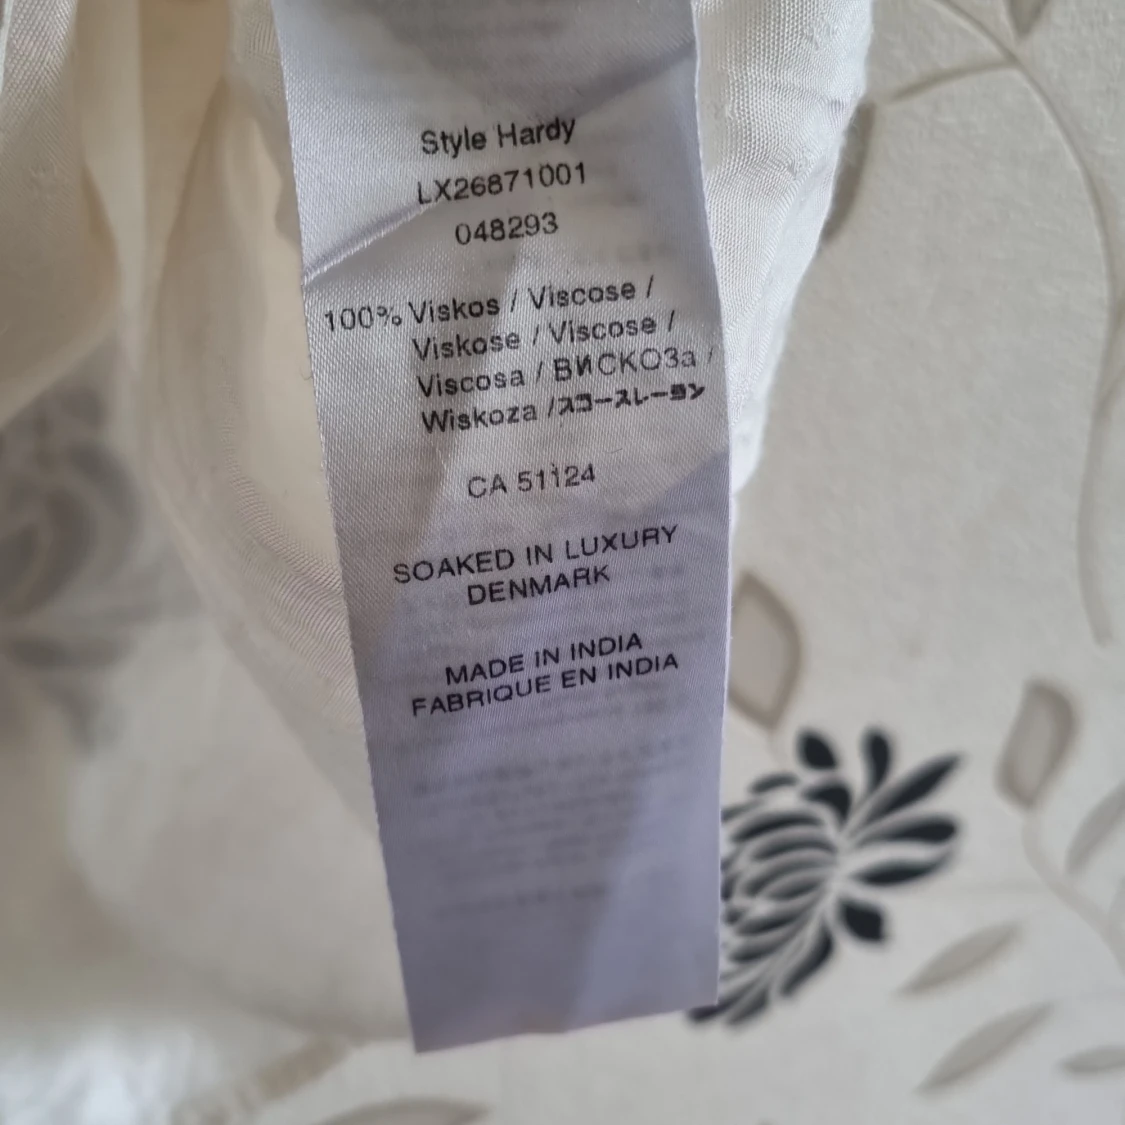 Style Hardy
LX26871001
048293
100% Viskos / Viscose /
Viskose / Viscose /
Viscosa / ВИСКОЗа /
Wiskoza /スコースレーヨン
CA 51124
SOAKED IN LUXURY
DENMARK
MADE IN INDIA
FABRIQUE EN INDIA